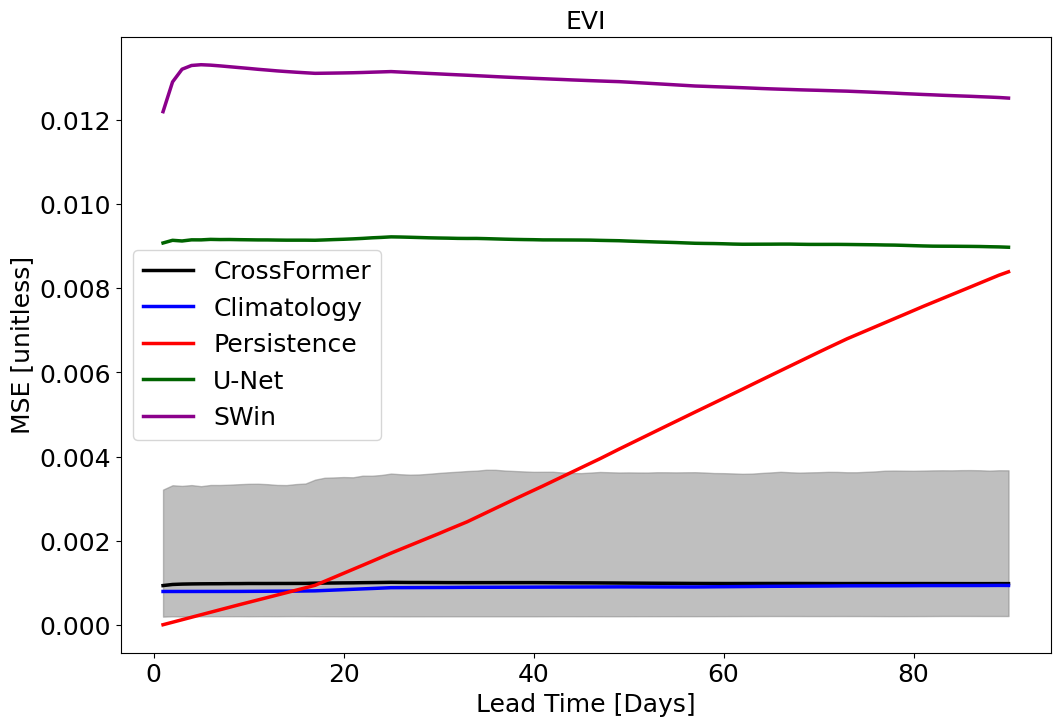 EVI
MSE [unitless]
0.012
0.010
0.008
0.006
0.004
0.002
0.000
CrossFormer
Climatology
Persistence
U-Net
SWin
0 20 40 60 80
Lead Time [Days]